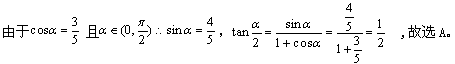 由于cosα=3/5 且α∈(0,π/2)∴sinα=4/5，tan α/2=sinα/(1+cosα)=(4/5)/(1+3/5)=1/2 ,故选 A。